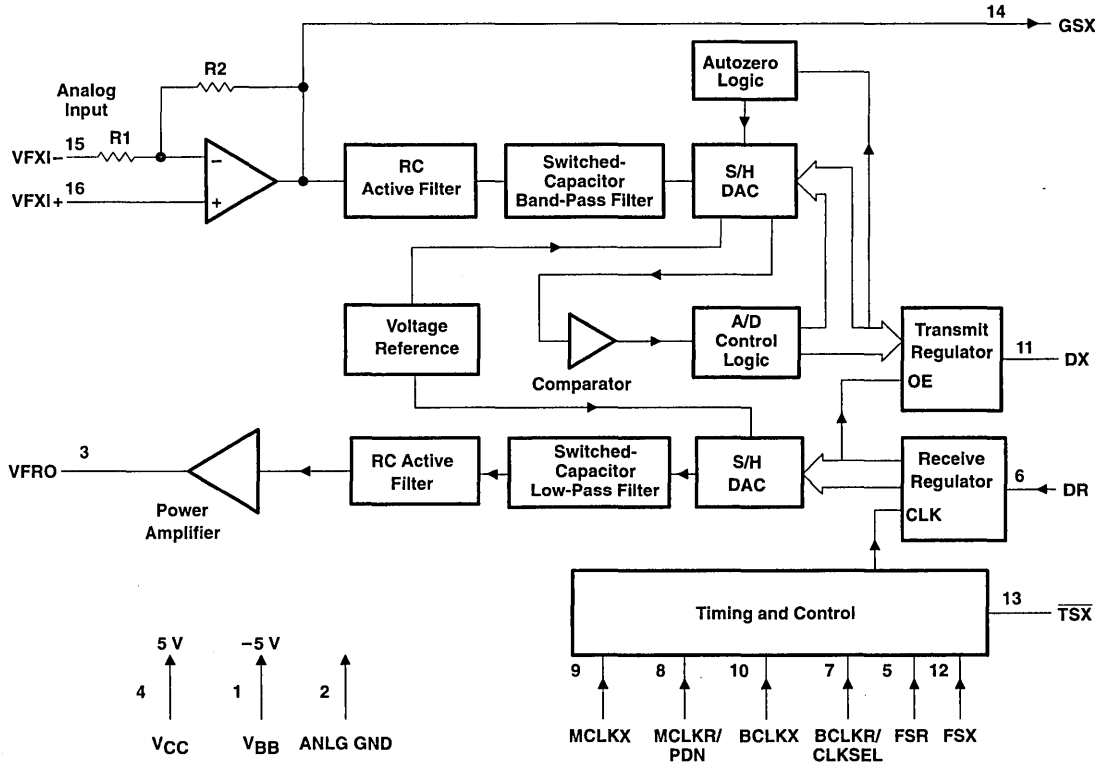 14
GSX
R2
Autozero
Logic
Analog
Input
VFXI−
15
R1
−
RC
Active Filter
Switched-
Capacitor
Band-Pass Filter
S/H
DAC
VFXI+
16
+
Voltage
Reference
Comparator
A/D
Control
Logic
Transmit
Regulator
OE
11
DX
VFRO
3
Power
Amplifier
RC Active
Filter
Switched-
Capacitor
Low-Pass Filter
S/H
DAC
Receive
Regulator
CLK
6
DR
Timing and Control
13
TSX
5 V
−5 V
4
1
2
VCC
VBB
ANLG GND
9
8
10
7
5
12
MCLKX
MCLKR/
PDN
BCLKX
BCLKR/
CLKSEL
FSR
FSX